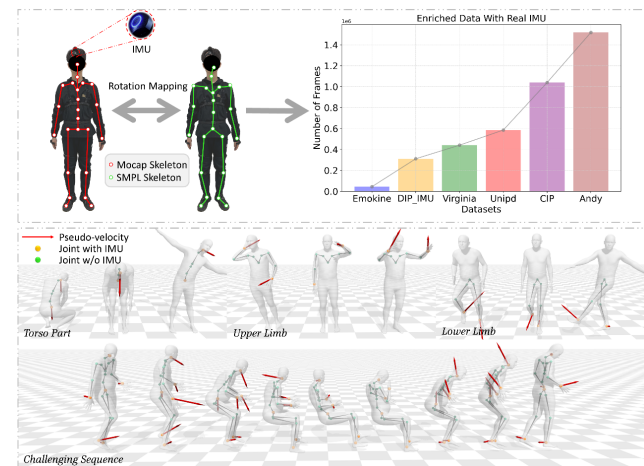 IMU
Rotation Mapping
Mocap Skeleton
SMPL Skeleton
Enriched Data With Real IMU
1e6
Number of Frames
1.4
1.2
1.0
0.8
0.6
0.4
0.2
0.0
Emokine DIP_IMU Virginia Unipd CIP Andy
Datasets
Pseudo-velocity
Joint with IMU
Joint w/o IMU
Torso Part
Upper Limb
Lower Limb
Challenging Sequence